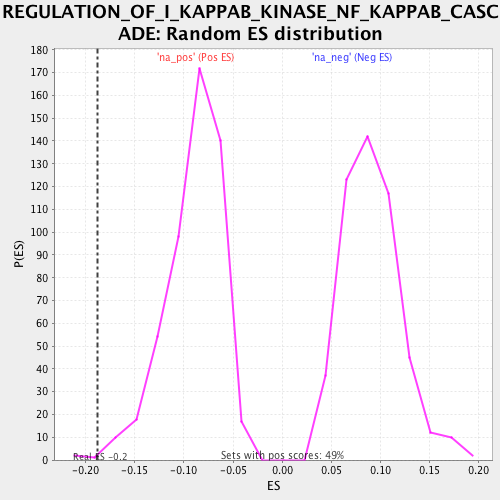 REGULATION_OF_I_KAPPAB_KINASE_NF_KAPPAB_CASC
ADE: Random ES distribution
'na_pos' (Pos ES) 'na_neg' (Neg ES)
180
170
160
150
140
130
120
110
100
90
80
70
60
50
40
30
20
10
0
P(ES)
Real ES -0.2
Sets with pos scores: 49%
-0.20 -0.15 -0.10 -0.05 0.00 0.05 0.10 0.15 0.20
ES